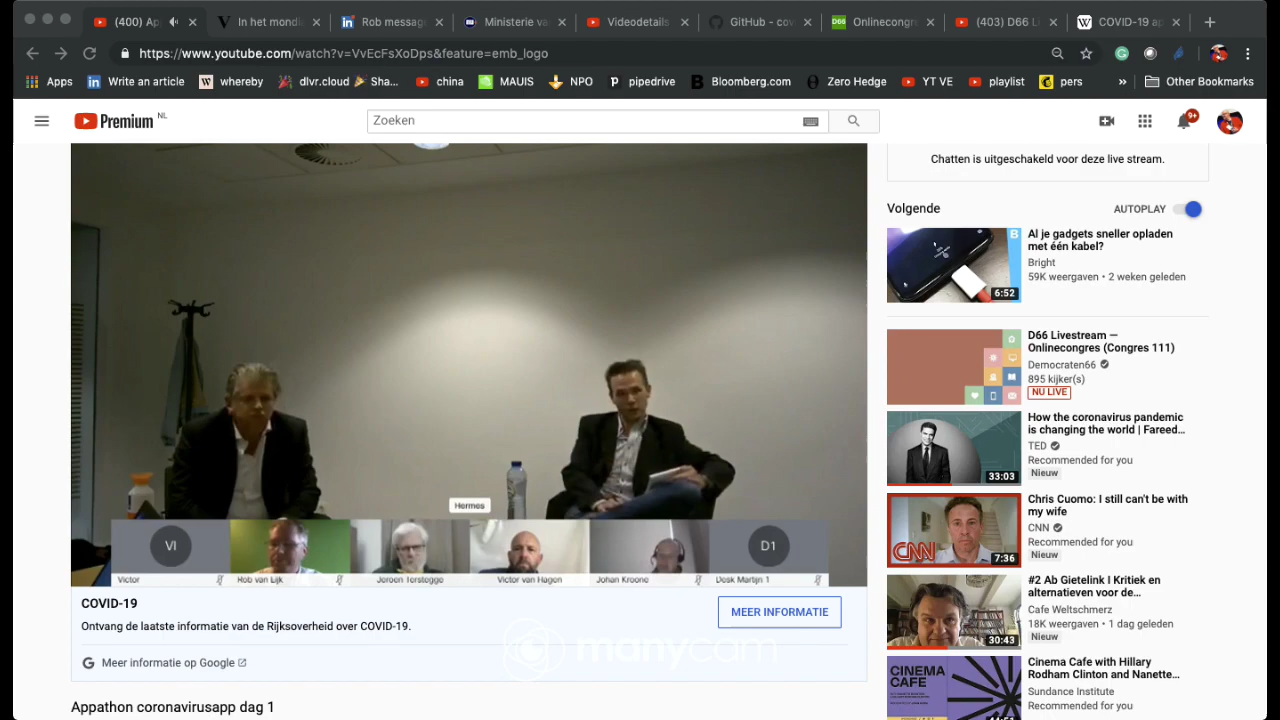 (400) Ap
In het mondi
Rob messag
Ministerie v
Videodetails
GitHub - cov
Onlinecongr
(403) D66 Li
COVID-19 ap
https://www.youtube.com/watch?v=VvEcFsXoDps&feature=emb_logo
Apps
Write an article
whereby
dlvr.cloud 🎉 Sha...
china
MAUIS
NPO
pipedrive
Bloomberg.com
Zero Hedge
YT VE
playlist
pers
»
Other Bookmarks
Premium NL
Zoeken
9+
Chatten is uitgeschakeld voor deze live stream.
Volgende
AUTOPLAY
Al je gadgets sneller opladen
met één kabel?
Bright
59K weergaven • 2 weken geleden
6:52
D66 Livestream —
Onlinecongres (Congres 111)
Democraten66
895 kijker(s)
NU LIVE
How the coronavirus pandemic
is changing the world | Fareed...
TED
Recommended for you
Nieuw
33:03
Chris Cuomo: I still can't be with
my wife
CNN
Recommended for you
Nieuw
CNN
7:36
#2 Ab Gietelink I Kritiek en
alternatieven voor de...
Cafe Weltschmerz
18K weergaven • 1 dag geleden
Nieuw
30:43
Cinema Cafe with Hillary
Rodham Clinton and Nanette...
Sundance Institute
Recommended for you
CINEMA
CAFE
Hermes
VI
D1
Victor
Rob van Lijk
Jeroen Terstegge
Victor van Hagen
Johan Kroone
Desk Martijn 1
COVID-19
Ontvang de laatste informatie van de overheid over COVID-19.
MEER INFORMATIE
Meer informatie op Google
manycam
Appathon coronavirusapp dag 1